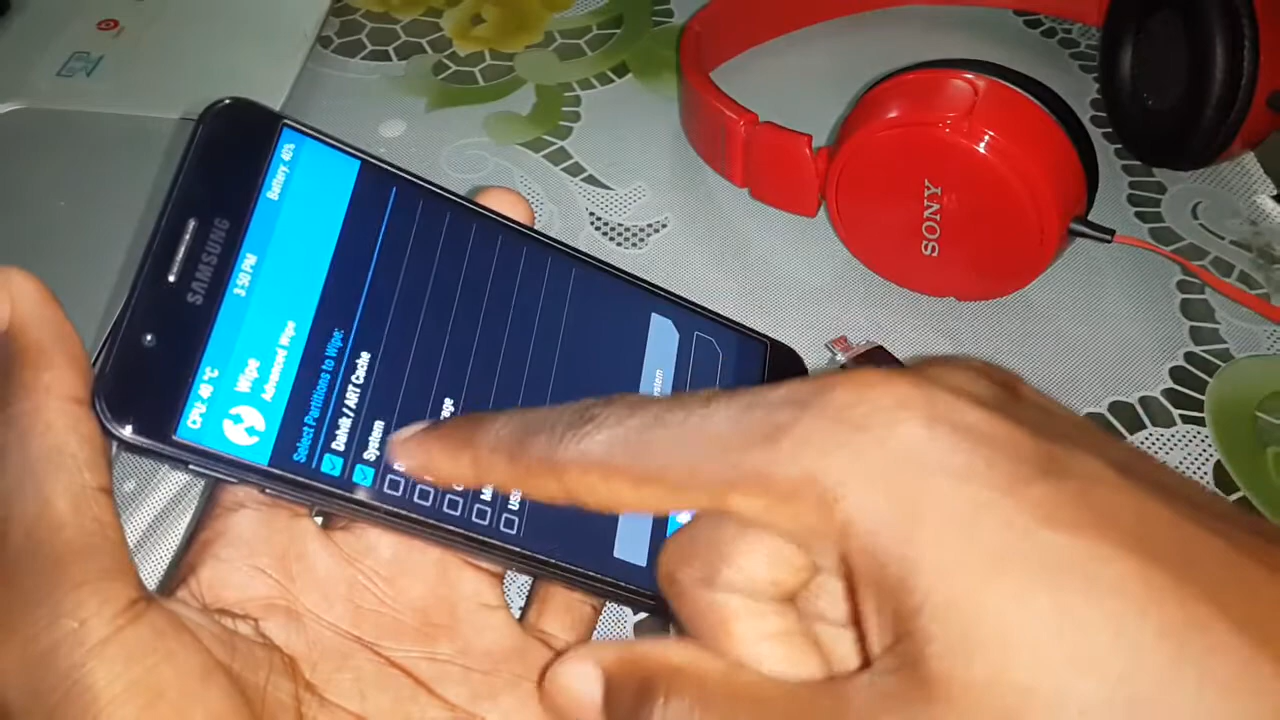 CPU: 40 °C
3:50 PM
Battery: 40%
Wipe
Advanced Wipe
Select Partitions to Wipe:
Dalvik / ART Cache
System
USB
SAMSUNG
SONY